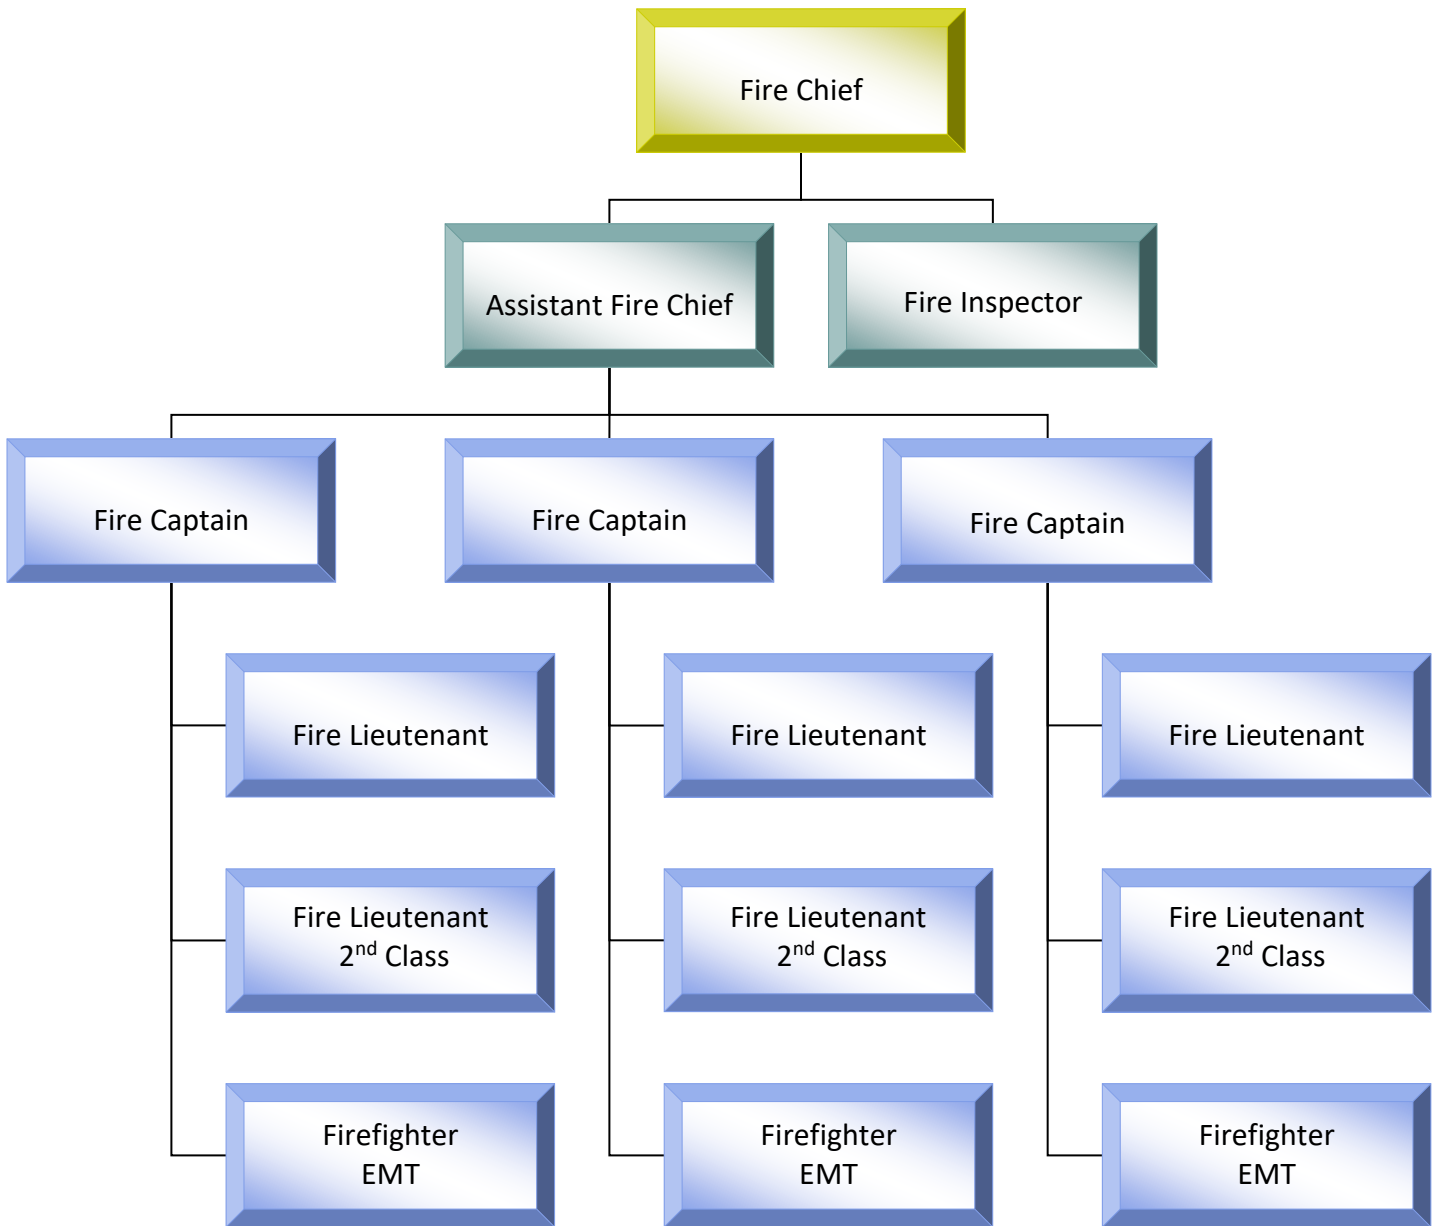 Fire Chief
Assistant Fire Chief
Fire Inspector
Fire Captain
Fire Captain
Fire Captain
Fire Lieutenant
Fire Lieutenant
Fire Lieutenant
Fire Lieutenant
2nd Class
Fire Lieutenant
2nd Class
Fire Lieutenant
2nd Class
Firefighter
EMT
Firefighter
EMT
Firefighter
EMT